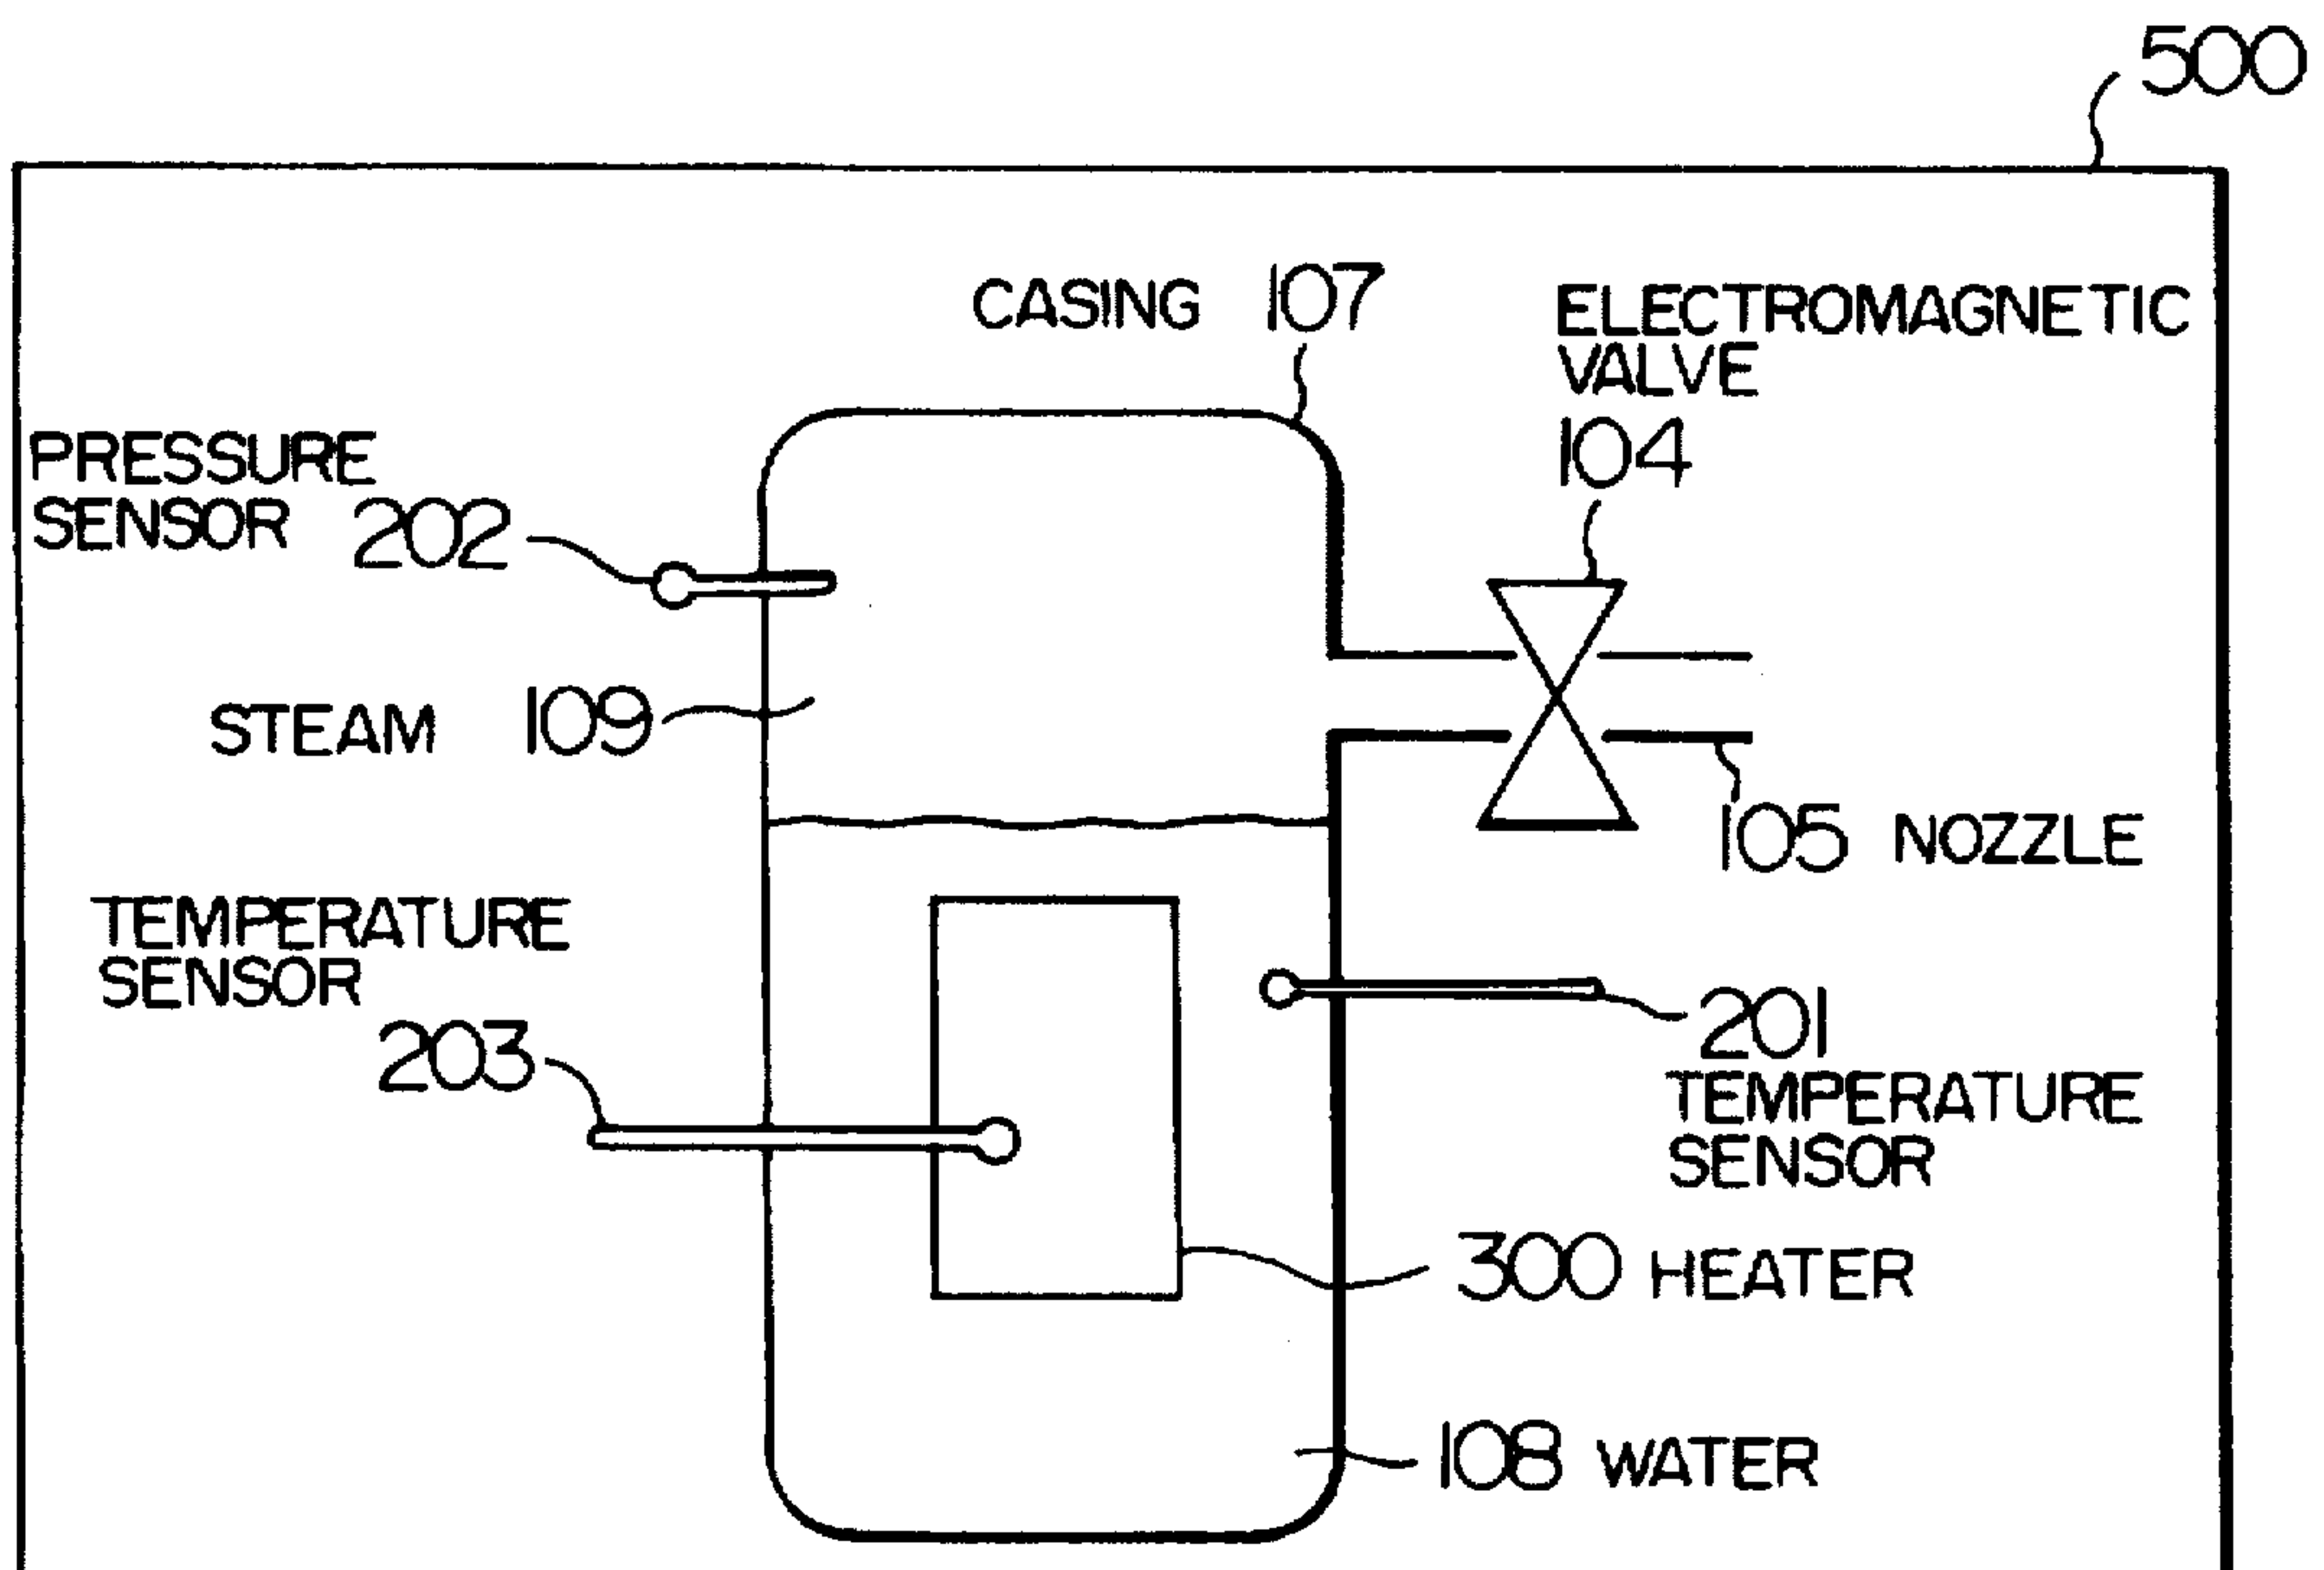 500
CASING 107
ELECTROMAGNETIC
VALVE
104
PRESSURE
SENSOR 202
STEAM 109
105 NOZZLE
TEMPERATURE
SENSOR
203
201
TEMPERATURE
SENSOR
300 HEATER
108 WATER